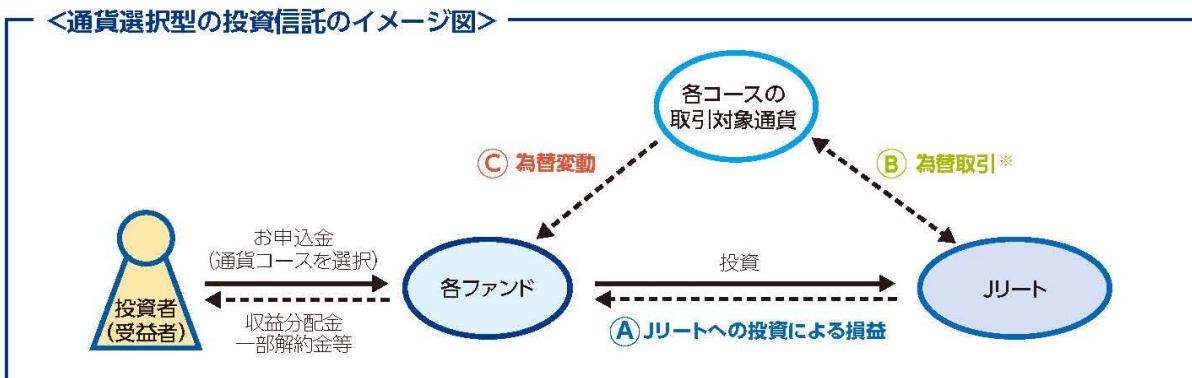 <通貨選択型の投資信託のイメージ図>
各コースの
取引対象通貨
Ⓒ 為替変動
Ⓑ 為替取引※
お申込金
(通貨コースを選択)
投資者
(受益者)
収益分配金
一部解約金等
各ファンド
投資
Ⓐ Jリートへの投資による損益
Jリート